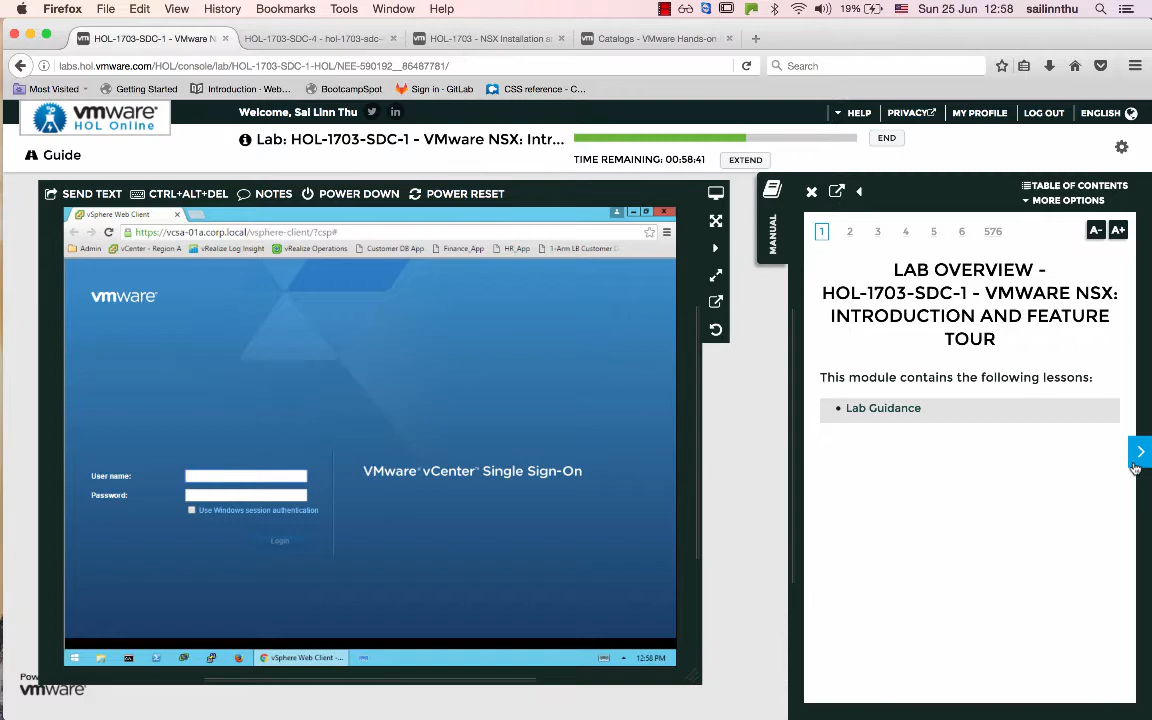 Firefox File Edit View History Bookmarks Tools Window Help 19% Sun 25 Jun 12:58 sailinnthu
HOL-1703-SDC-1 - VMware N HOL-1703-SDC-4 - hol-1703-adc- HOL-1703 - NSX Installation a Catalogs - VMware Hands-on
labs.hol.vmware.com/HOL/console/lab/HOL-1703-SDC-1-HOL/NEE-590192__86487781/ Search
Most Visited Getting Started Introduction · Web... BootcampSpot Sign in · GitLab CSS reference - C...
vmware HOL Online
Welcome, Sai Linn Thu HELP PRIVACY MY PROFILE LOG OUT ENGLISH
Lab: HOL-1703-SDC-1 - VMware NSX: Intr... END
Guide TIME REMAINING: 00:58:41 EXTEND
SEND TEXT CTRL+ALT+DEL NOTES POWER DOWN POWER RESET
vSphere Web Client
https://vcsa-01a.corp.local/vsphere-client/?csp#
Admin vCenter - Region A vRealize Log Insight vRealize Operations Customer DB App Finance_App HR_App 1-Arm LB Customer D
vmware
User name:
Password:
Use Windows session authentication
Login
VMware vCenter™ Single Sign-On
vSphere Web Client -... 12:58 PM
Powe
vmware
MANUAL
TABLE OF CONTENTS
MORE OPTIONS
1 2 3 4 5 6 576 A- A+
LAB OVERVIEW -
HOL-1703-SDC-1 - VMWARE NSX:
INTRODUCTION AND FEATURE
TOUR
This module contains the following lessons:
• Lab Guidance